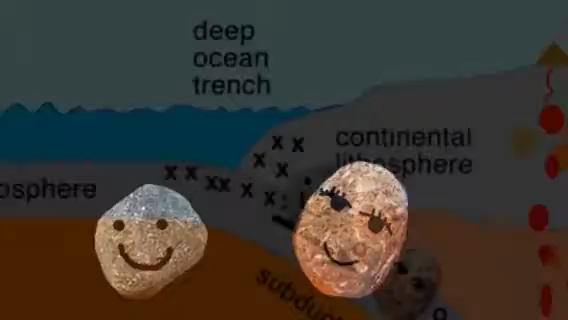 deep
ocean
trench
continental
lithosphere
osphere
subduc